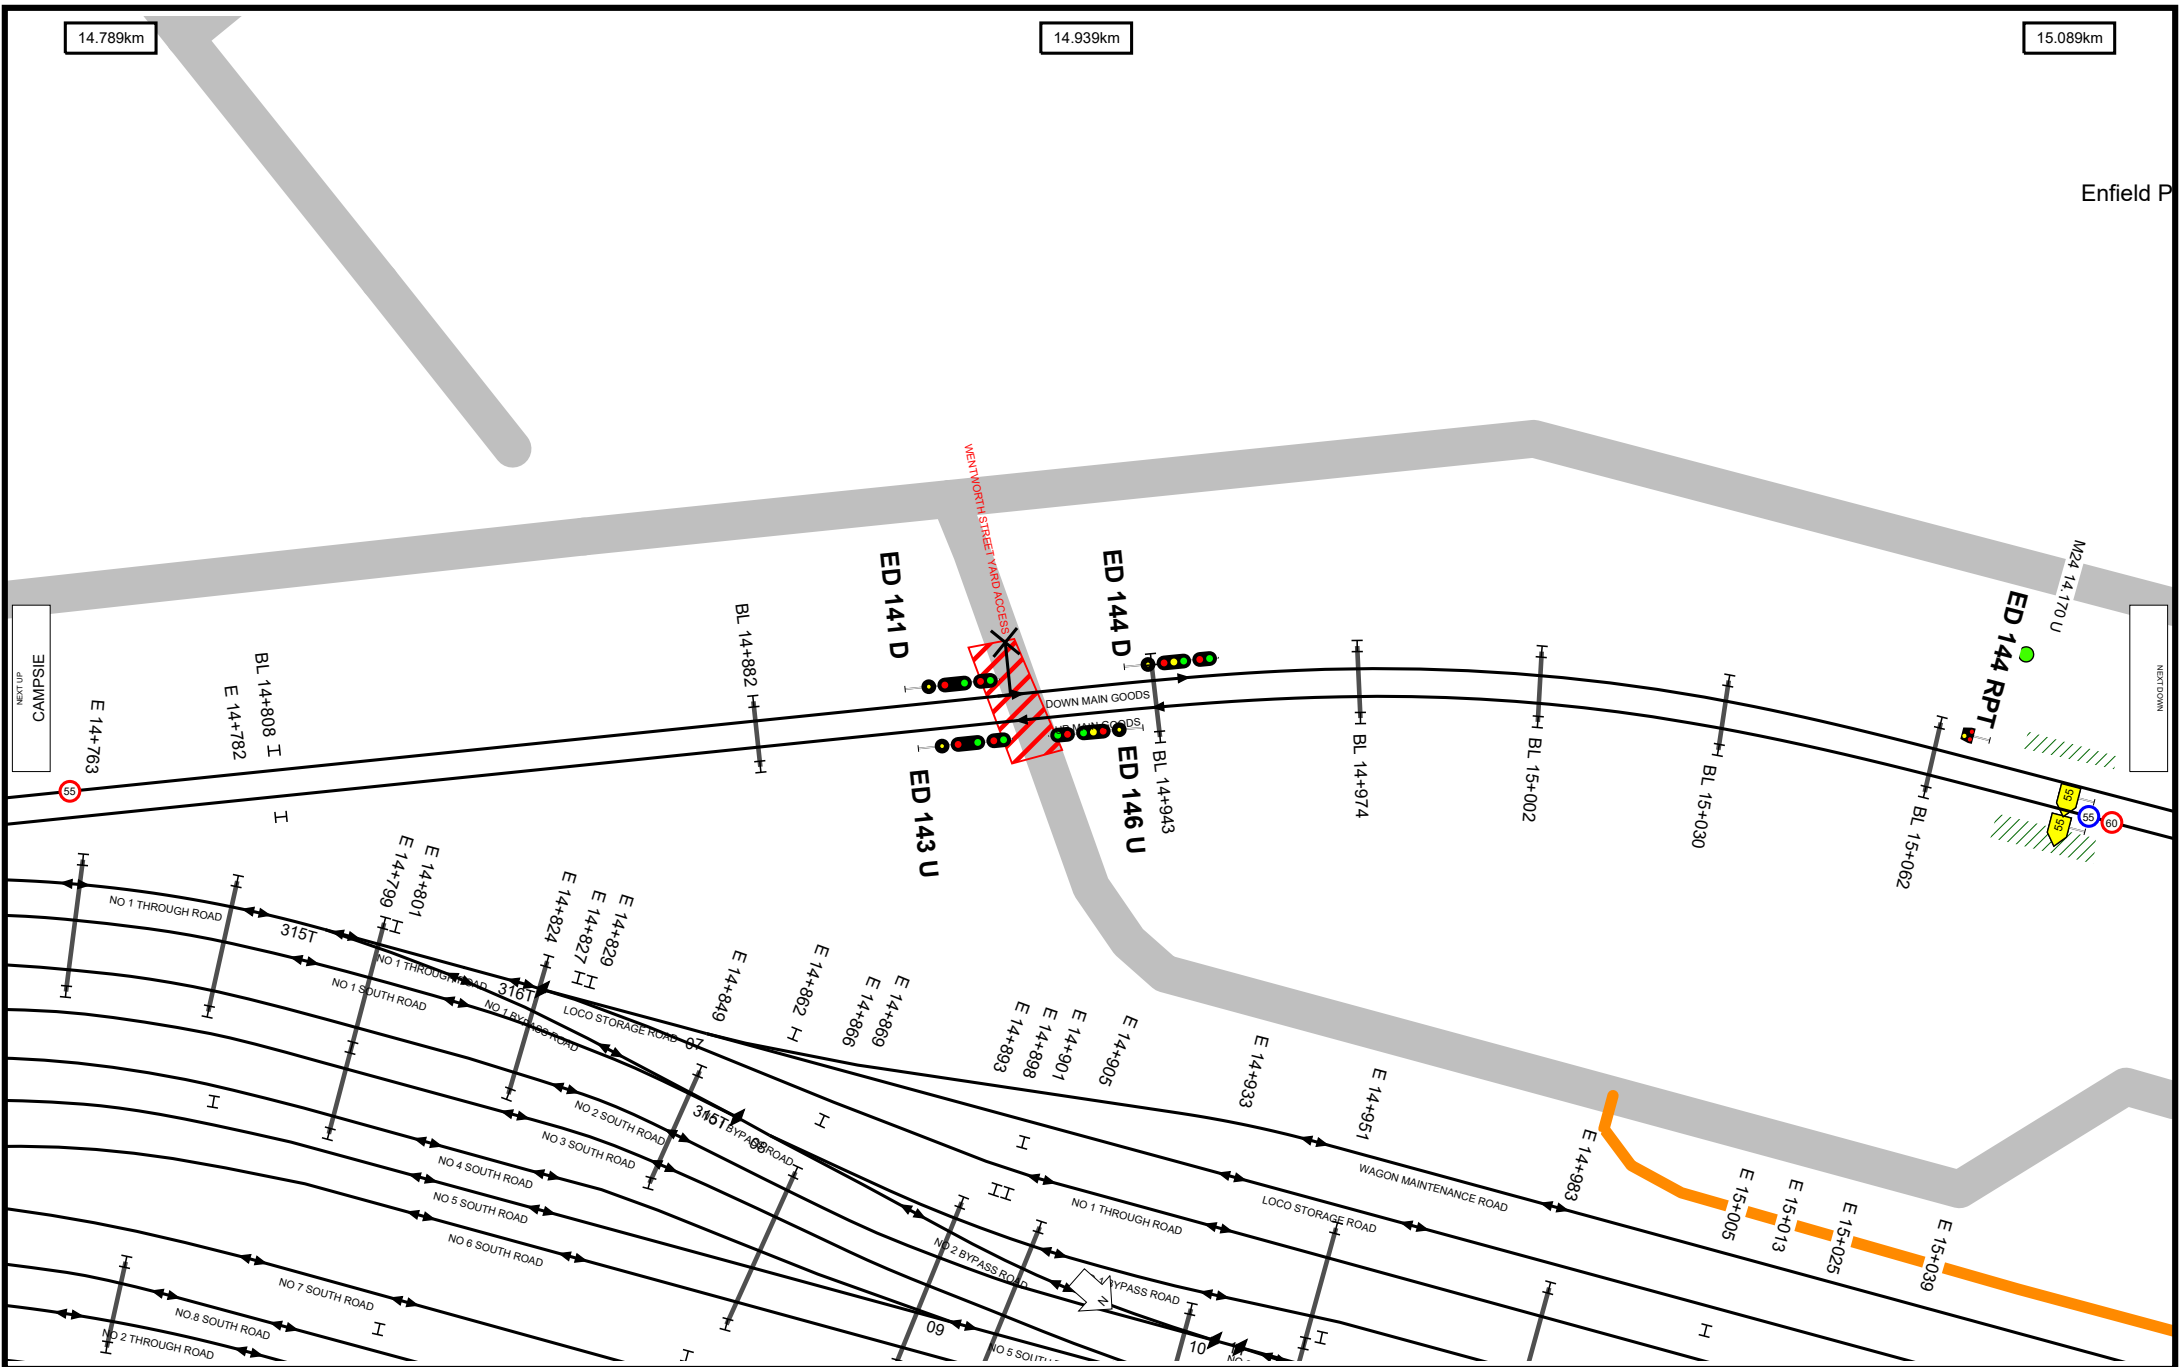 14.789km
14.939km
15.089km
Enfield P
WENTWORTH STREET YARD ACCESS
ED 141 D
ED 144 D
M24 14.170 U
ED 144 RPT
NEXT UP
CAMPSIE
NEXT DOWN
E 14+763
E 14+782
BL 14+808
BL 14+882
DOWN MAIN GOODS
UP MAIN GOODS
ED 143 U
ED 146 U
BL 14+943
BL 14+974
BL 15+002
BL 15+030
BL 15+062
55
55
55
55
60
E 14+799
E 14+801
E 14+824
E 14+827
E 14+829
E 14+849
E 14+862
E 14+866
E 14+869
E 14+893
E 14+898
E 14+901
E 14+905
E 14+933
E 14+951
E 14+983
E 15+005
E 15+013
E 15+025
E 15+039
NO 1 THROUGH ROAD
315T
NO 1 THROUGH ROAD
316T
NO 1 SOUTH ROAD
NO 1 BYPASS ROAD
LOCO STORAGE ROAD
07
NO 2 SOUTH ROAD
315T
BYPASS ROAD
08
NO 3 SOUTH ROAD
NO 4 SOUTH ROAD
NO 5 SOUTH ROAD
NO 6 SOUTH ROAD
NO 7 SOUTH ROAD
NO.8 SOUTH ROAD
NO 2 THROUGH ROAD
WAGON MAINTENANCE ROAD
LOCO STORAGE ROAD
NO 1 THROUGH ROAD
NO 2 BYPASS ROAD
BYPASS ROAD
N
09
10
NO 5 SOUTH